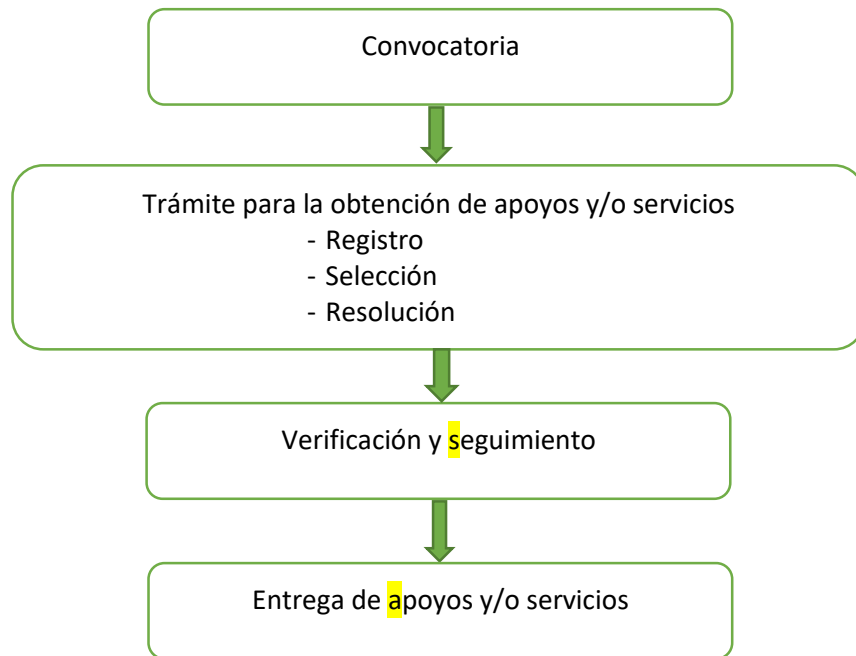 Convocatoria
Trámite para la obtención de apoyos y/o servicios
- Registro
- Selección
- Resolución
Verificación y seguimiento
Entrega de apoyos y/o servicios